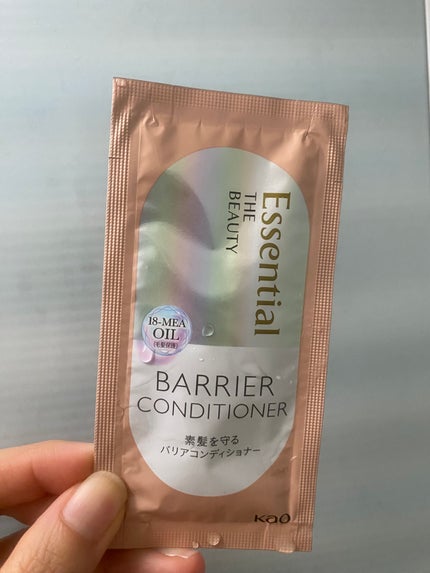 Essential
THE
BEAUTY
18-MEA
OIL
[毛髪保護]
BARRIER
CONDITIONER
素髪を守る
バリアコンディショナー
Kao